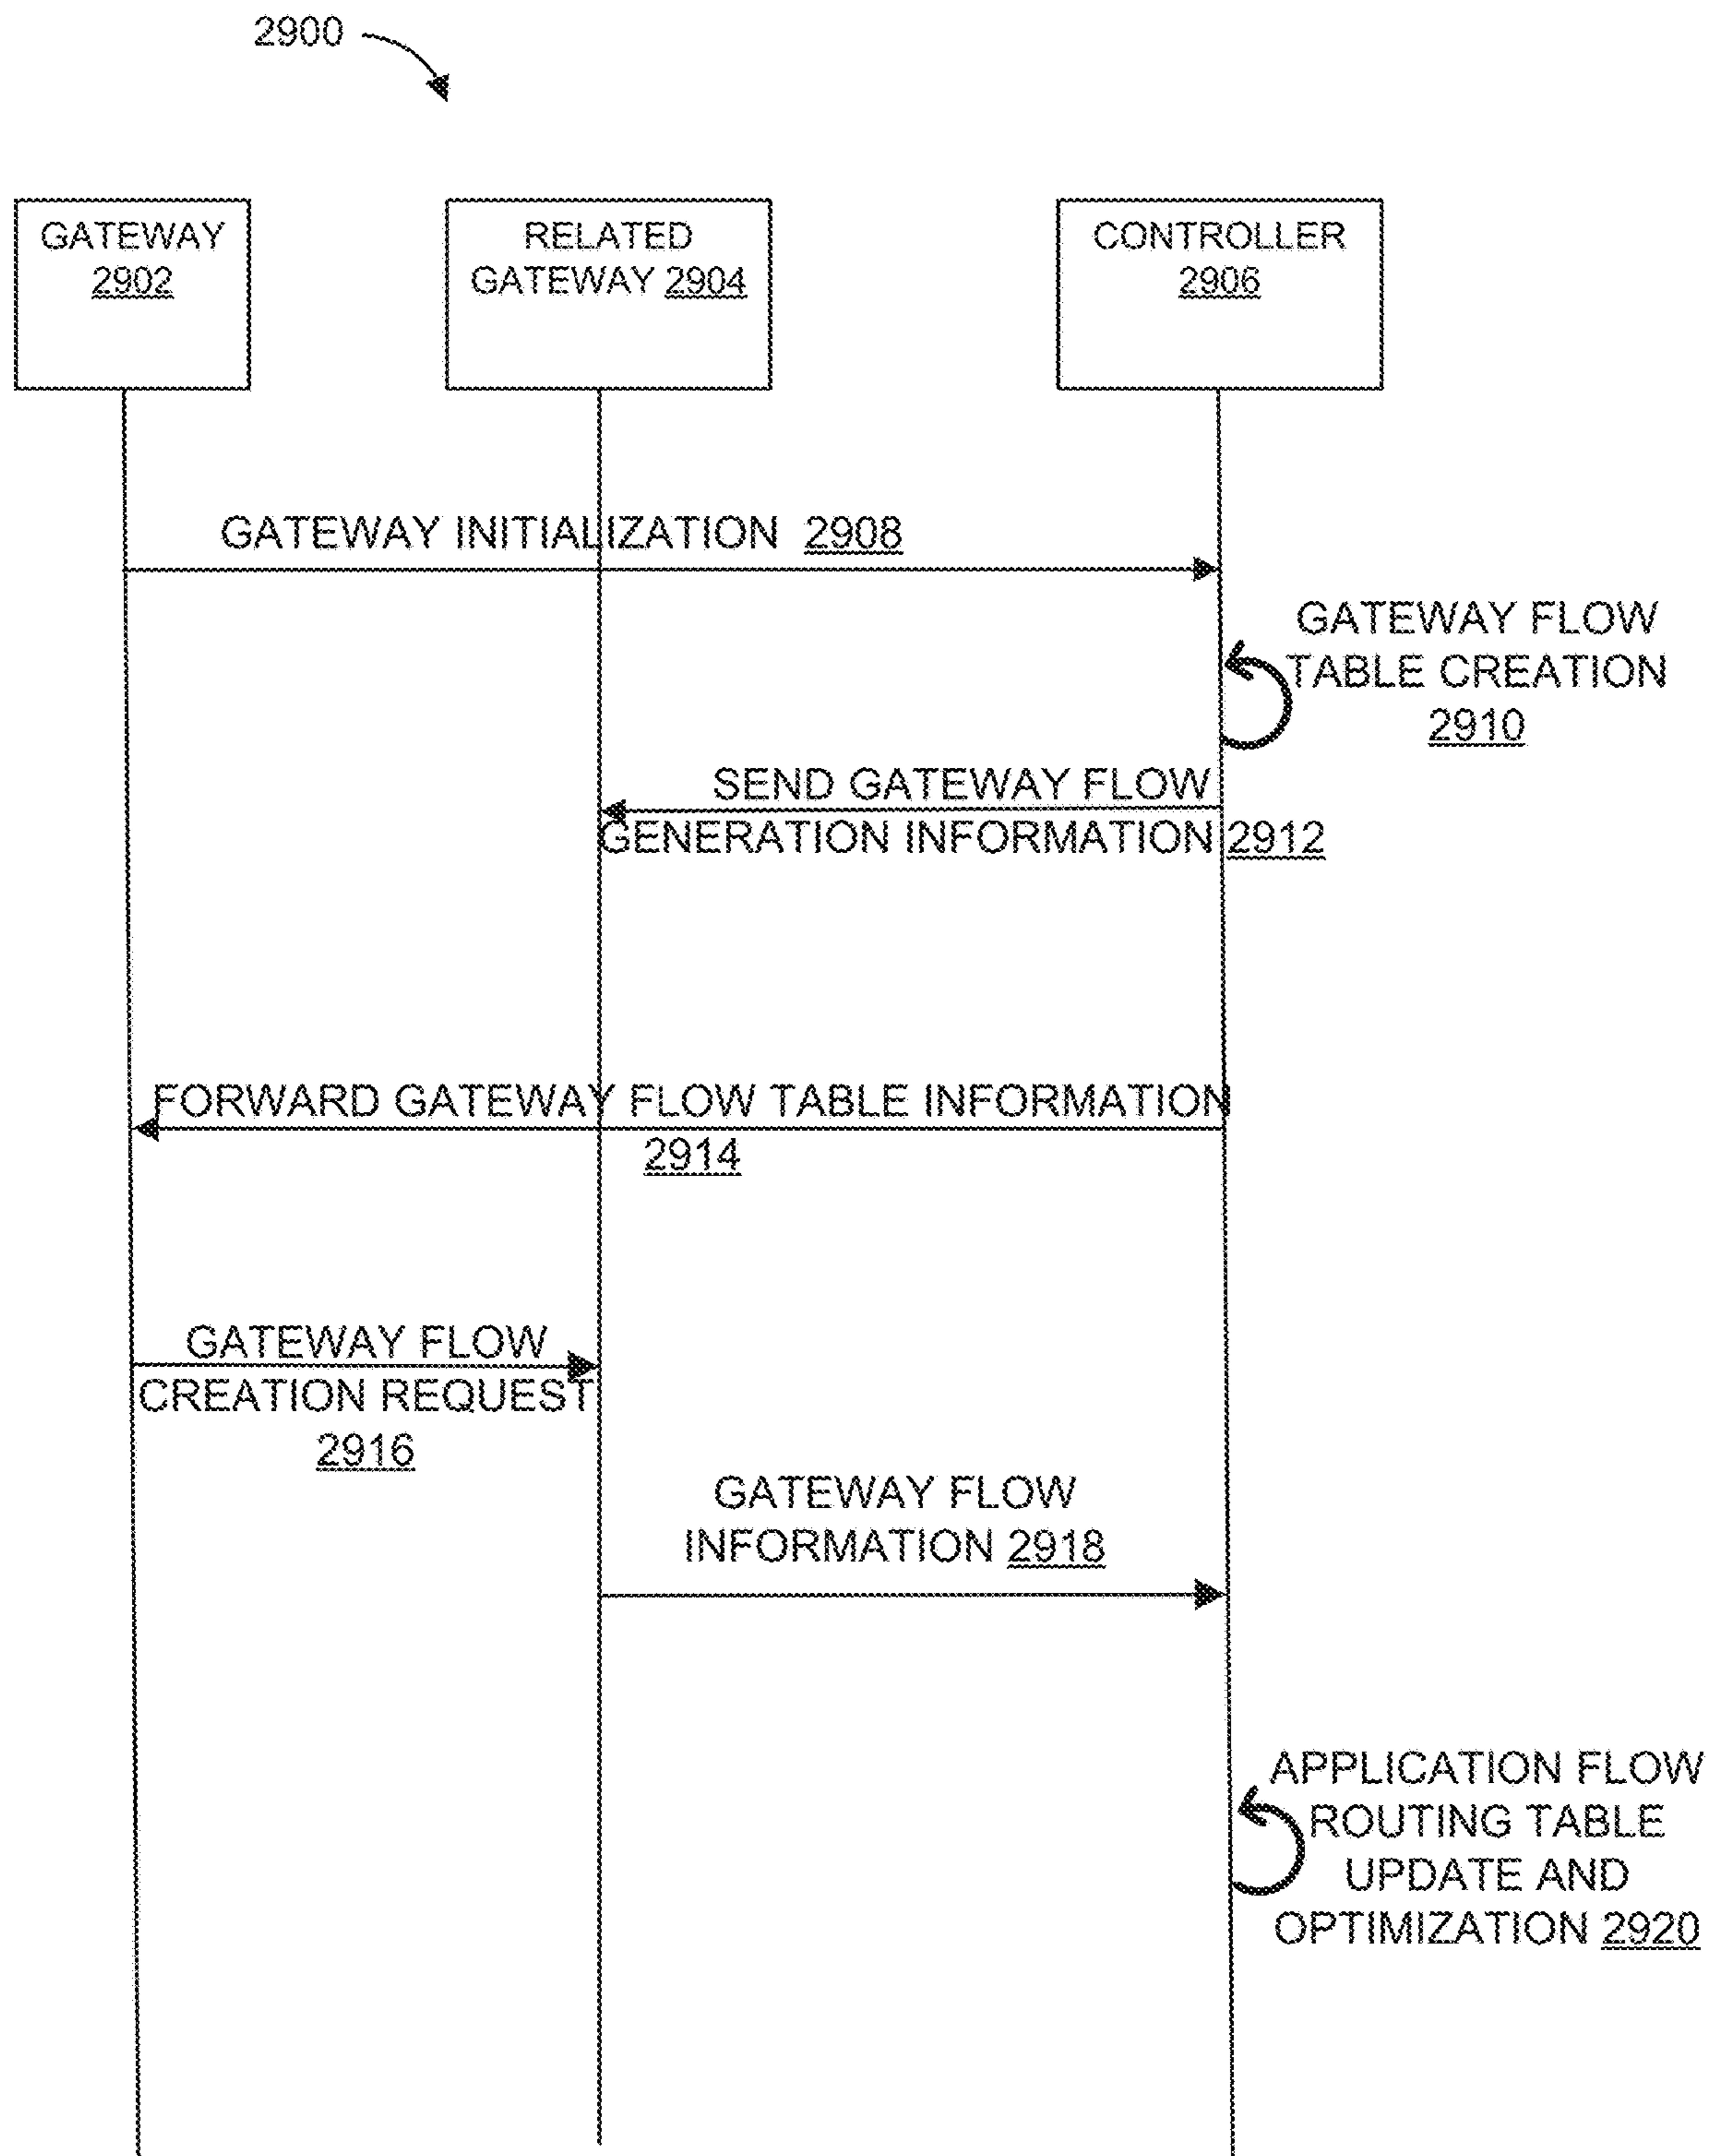 2900
GATEWAY
2902
RELATED
GATEWAY 2904
CONTROLLER
2906
GATEWAY INITIALIZATION 2908
GATEWAY FLOW
TABLE CREATION
2910
SEND GATEWAY FLOW
GENERATION INFORMATION 2912
FORWARD GATEWAY FLOW TABLE INFORMATION
2914
GATEWAY FLOW
CREATION REQUEST
2916
GATEWAY FLOW
INFORMATION 2918
APPLICATION FLOW
ROUTING TABLE
UPDATE AND
OPTIMIZATION 2920